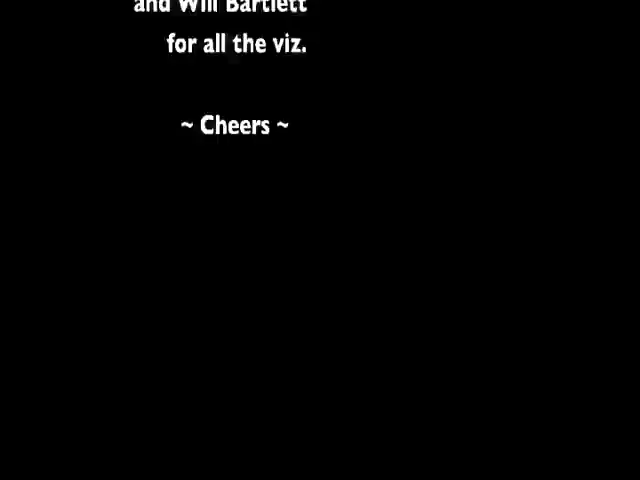 and Will Bartlett
for all the viz.
~ Cheers ~